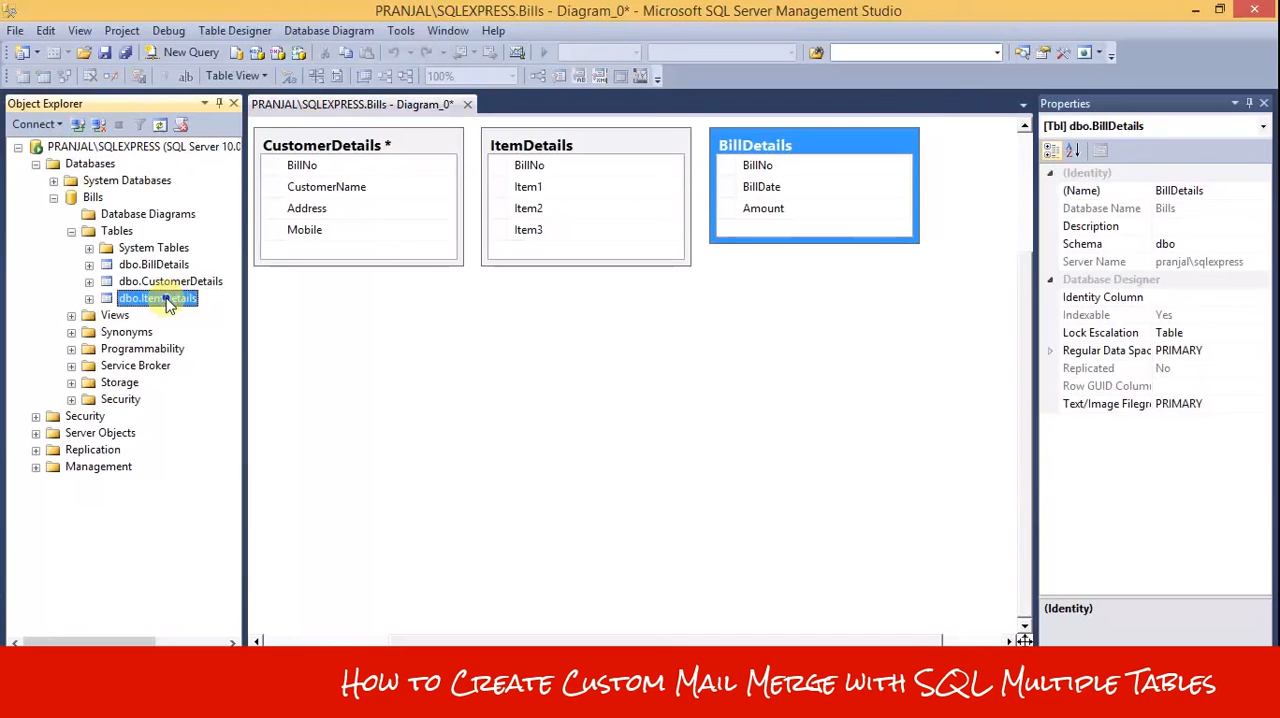 PRANJAL\SQLEXPRESS.Bills - Diagram_0* - Microsoft SQL Server Management Studio
File Edit View Project Debug Table Designer Database Diagram Tools Window Help
New Query
Table View 100%
Object Explorer
Connect
PRANJAL\SQLEXPRESS (SQL Server 10.0
Databases
System Databases
Bills
Database Diagrams
Tables
System Tables
dbo.BillDetails
dbo.CustomerDetails
dbo.ItemDetails
Views
Synonyms
Programmability
Service Broker
Storage
Security
Security
Server Objects
Replication
Management
PRANJAL\SQLEXPRESS.Bills - Diagram_0*
CustomerDetails *
BillNo
CustomerName
Address
Mobile
ItemDetails
BillNo
Item1
Item2
Item3
BillDetails
BillNo
BillDate
Amount
Properties
[Tbl] dbo.BillDetails
(Identity)
(Name) BillDetails
Database Name Bills
Description
Schema dbo
Server Name pranjal\sqlexpress
Database Designer
Identity Column
Indexable Yes
Lock Escalation Table
Regular Data Spac PRIMARY
Replicated No
Row GUID Column
Text/Image Filegr PRIMARY
(Identity)
How to Create Custom Mail Merge with SQL Multiple Tables